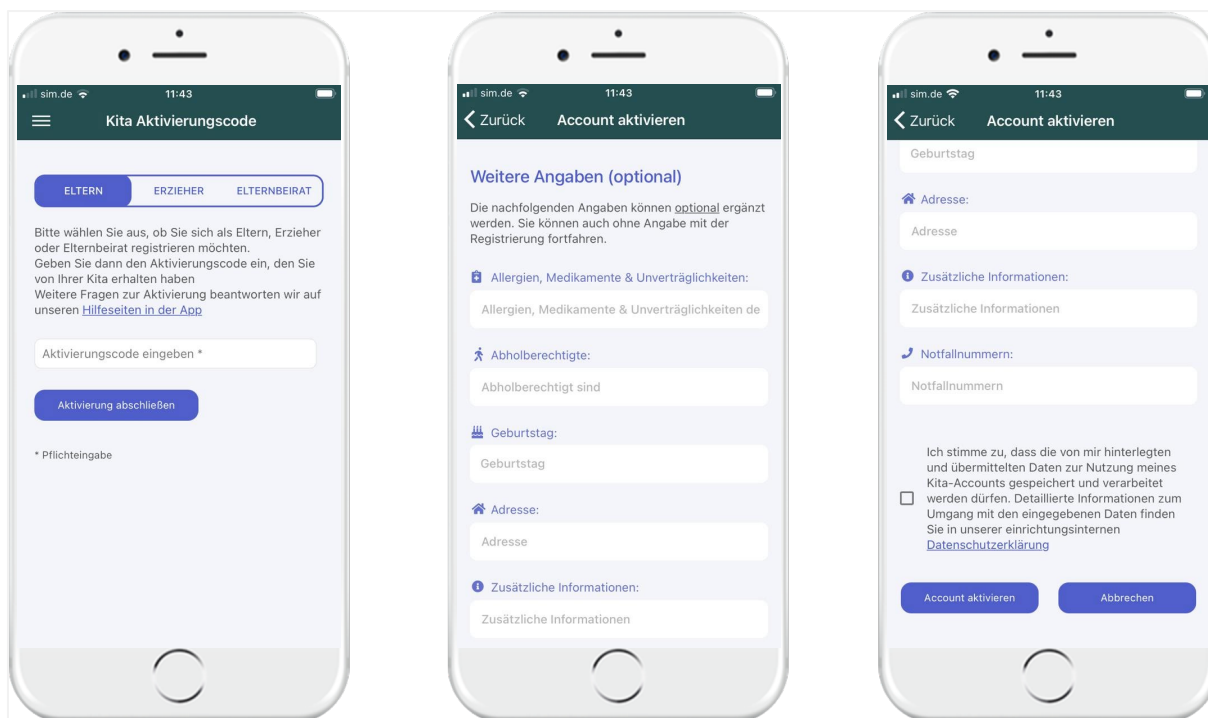 sim.de
11:43
Kita Aktivierungscode
ELTERN
ERZIEHER
ELTERNBEIRAT
Bitte wählen Sie aus, ob Sie sich als Eltern, Erzieher
oder Elternbeirat registrieren möchten.
Geben Sie dann den Aktivierungscode ein, den Sie
von Ihrer Kita erhalten haben
Weitere Fragen zur Aktivierung beantworten wir auf
unseren Hilfeseiten in der App
Aktivierungscode eingeben *
Aktivierung abschließen
* Pflichteingabe
sim.de
11:43
Zurück
Account aktivieren
Weitere Angaben (optional)
Die nachfolgenden Angaben können optional ergänzt
werden. Sie können auch ohne Angabe mit der
Registrierung fortfahren.
Allergien, Medikamente & Unverträglichkeiten:
Allergien, Medikamente & Unverträglichkeiten de
Abholberechtigte:
Abholberechtigt sind
Geburtstag:
Geburtstag
Adresse:
Adresse
Zusätzliche Informationen:
Zusätzliche Informationen
sim.de
11:43
Zurück
Account aktivieren
Geburtstag
Adresse:
Adresse
Zusätzliche Informationen:
Zusätzliche Informationen
Notfallnummern:
Notfallnummern
Ich stimme zu, dass die von mir hinterlegten
und übermittelten Daten zur Nutzung meines
Kita-Accounts gespeichert und verarbeitet
werden dürfen. Detaillierte Informationen zum
Umgang mit den eingegebenen Daten finden
Sie in unserer einrichtungsinternen
Datenschutzerklärung
Account aktivieren
Abbrechen